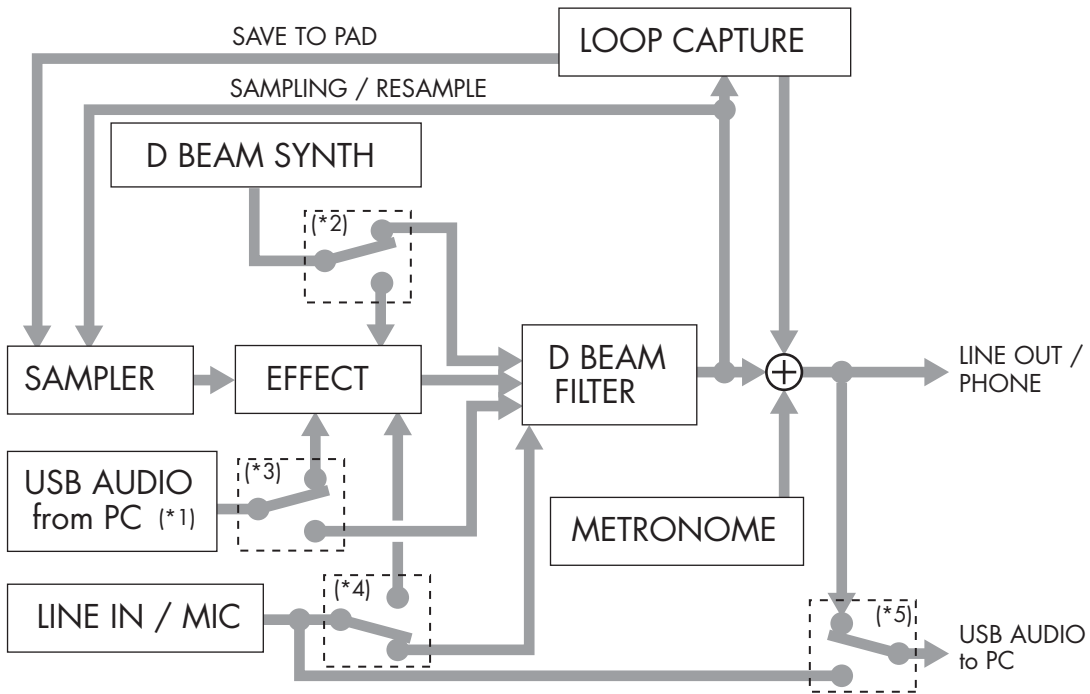 SAVE TO PAD
LOOP CAPTURE
SAMPLING / RESAMPLE
D BEAM SYNTH
(*2)
SAMPLER
EFFECT
D BEAM
FILTER
LINE OUT /
PHONE
USB AUDIO
from PC (*1)
(*3)
METRONOME
LINE IN / MIC
(*4)
(*5)
USB AUDIO
to PC